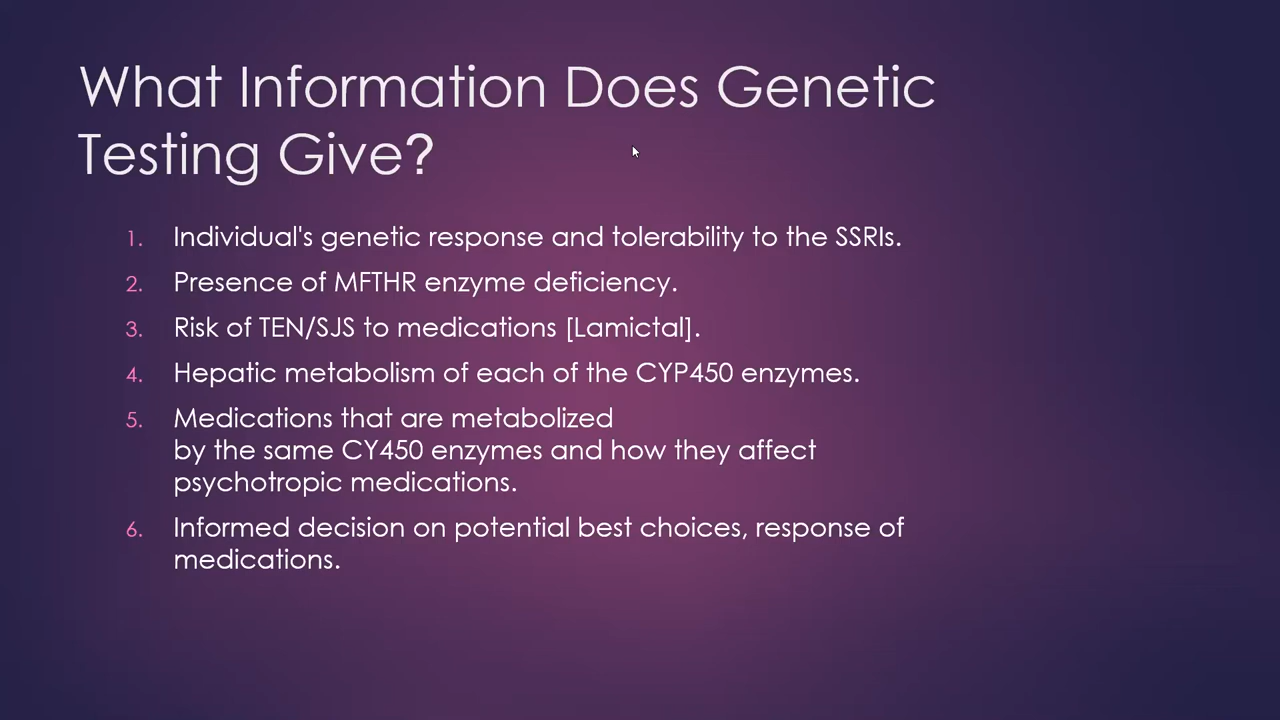 What Information Does Genetic
Testing Give?
1. Individual's genetic response and tolerability to the SSRIs.
2. Presence of MFTHR enzyme deficiency.
3. Risk of TEN/SJS to medications [Lamictal].
4. Hepatic metabolism of each of the CYP450 enzymes.
5. Medications that are metabolized
by the same CY450 enzymes and how they affect
psychotropic medications.
6. Informed decision on potential best choices, response of
medications.